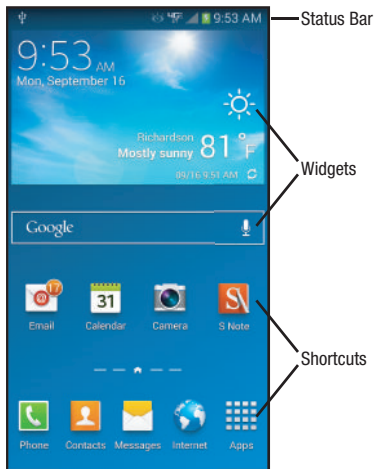 9:53 AM
Status Bar
9:53 AM
Mon, September 16
Richardson
Mostly sunny
81°F
09/16 9:51 AM
Widgets
Google
17
31
Email
Calendar
Camera
S Note
Shortcuts
Phone
Contacts
Messages
Internet
Apps